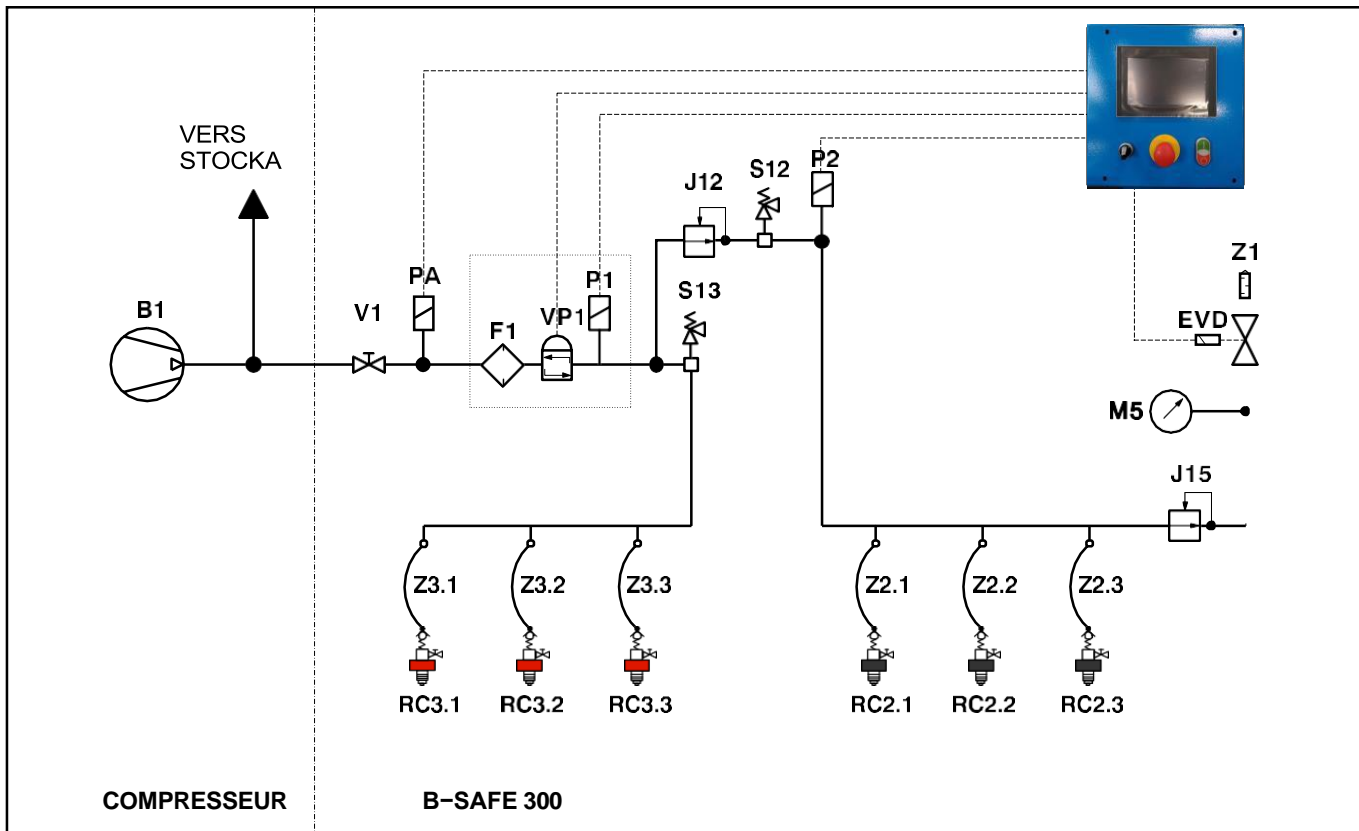 VERS
STOCKA
B1
V1
PA
F1
VP1
P1
S13
J12
S12
P2
Z1
EVD
M5
J15
Z3.1
Z3.2
Z3.3
Z2.1
Z2.2
Z2.3
RC3.1
RC3.2
RC3.3
RC2.1
RC2.2
RC2.3
COMPRESSEUR
B-SAFE 300